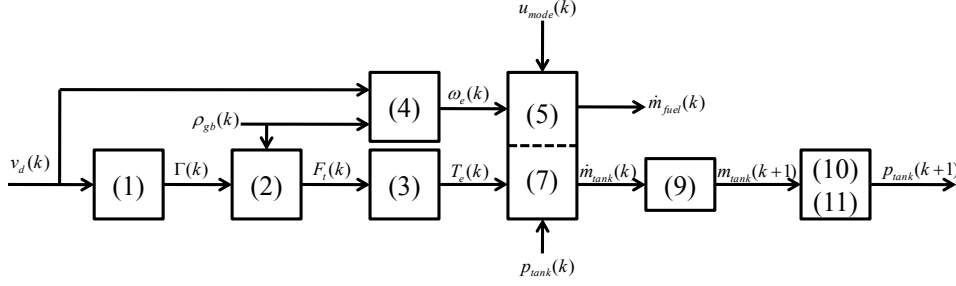 u_mode(k)
(4)
ω_e(k)
(5)
ṁ_fuel(k)
ρ_gb(k)
v_d(k)
(1)
Γ(k)
(2)
F_t(k)
(3)
T_e(k)
(7)
ṁ_tank(k)
(9)
m_tank(k+1)
(10)
(11)
p_tank(k+1)
p_tank(k)